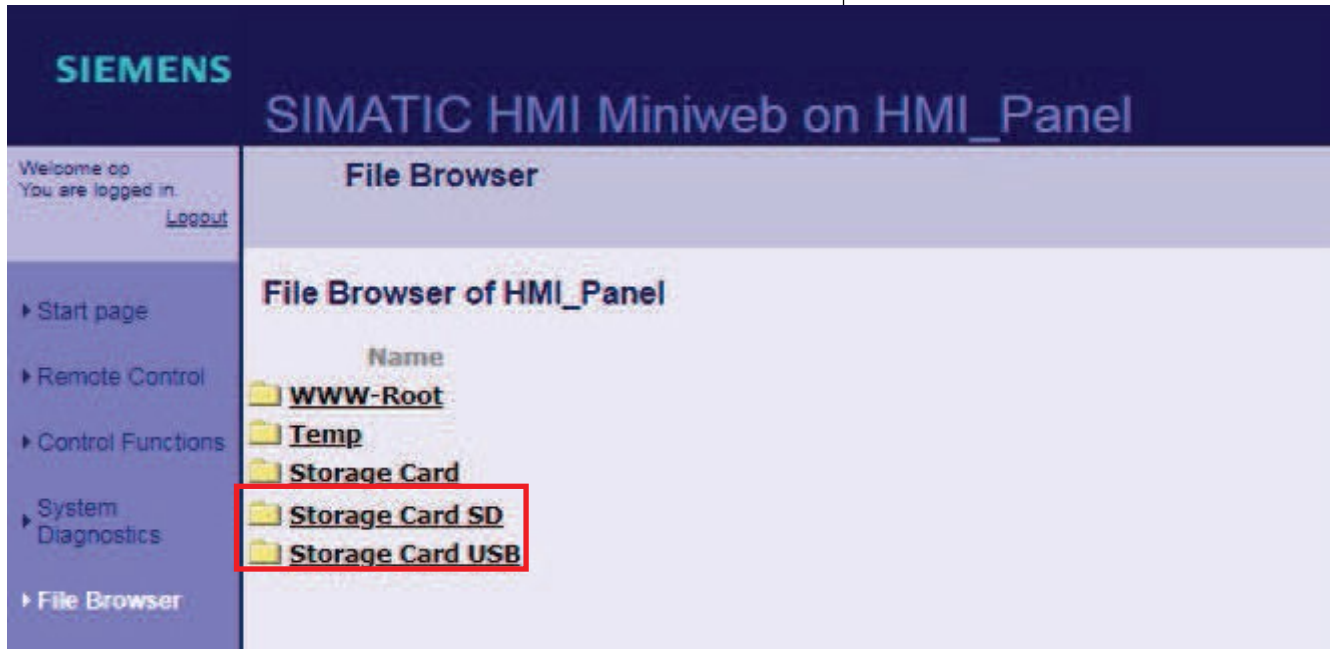 SIEMENS
SIMATIC HMI Miniweb on HMI_Panel
Welcome op
You are logged in.
Logout
File Browser
Start page
Remote Control
Control Functions
System
Diagnostics
File Browser
File Browser of HMI_Panel
Name
WWW-Root
Temp
Storage Card
Storage Card SD
Storage Card USB